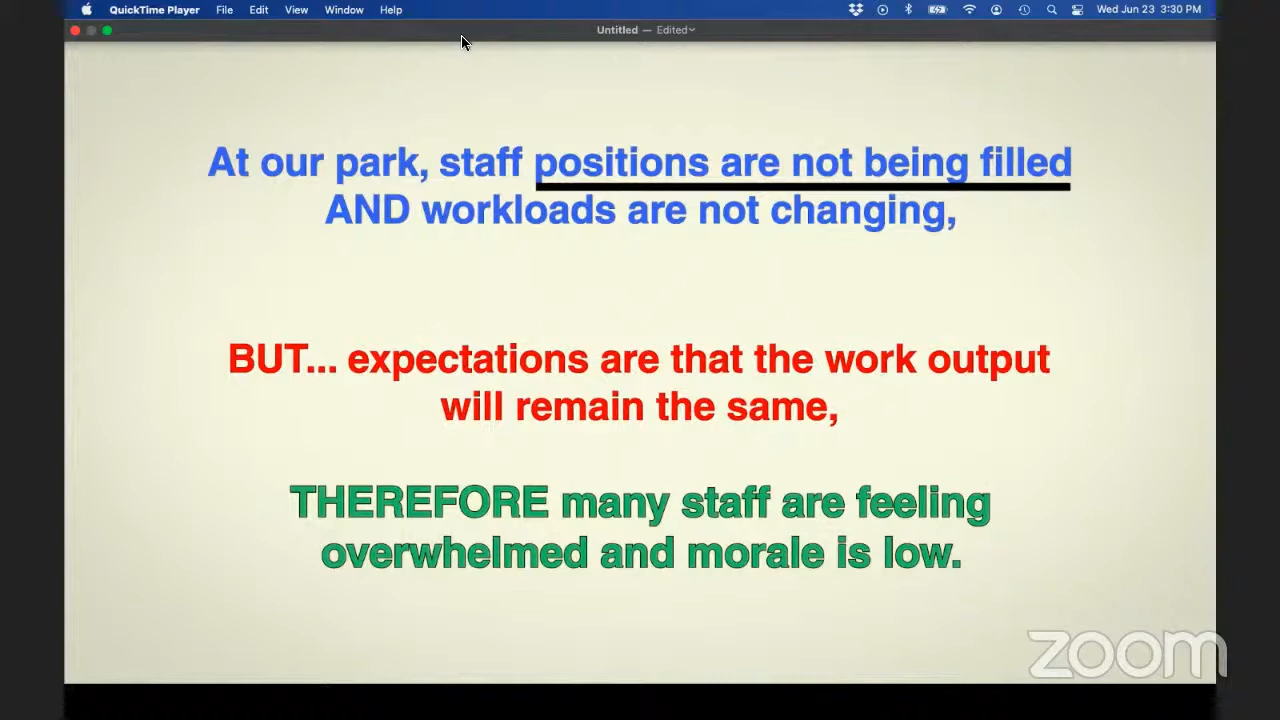 QuickTime Player File Edit View Window Help Wed Jun 23 3:30 PM
Untitled — Edited
At our park, staff positions are not being filled
AND workloads are not changing,
BUT... expectations are that the work output
will remain the same,
THEREFORE many staff are feeling
overwhelmed and morale is low.
zoom